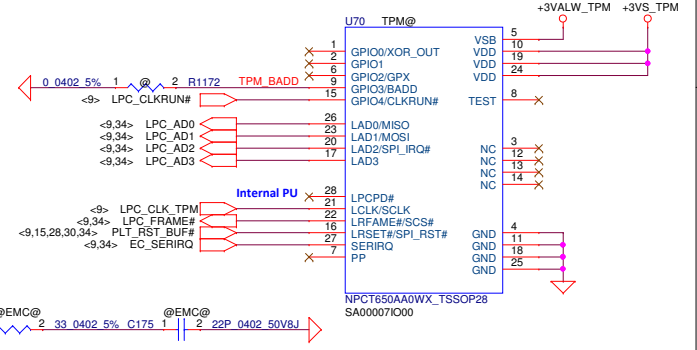 +3VALW_TPM +3VS_TPM
U70 TPM@
1 GPIO0/XOR_OUT
2 GPIO1
6 GPIO2/GPX
0_0402_5% 1 @ 2 R1172 TPM_BADD 9 GPIO3/BADD
<9> LPC_CLKRUN# 15 GPIO4/CLKRUN#
<9,34> LPC_AD0 26 LAD0/MISO
<9,34> LPC_AD1 23 LAD1/MOSI
<9,34> LPC_AD2 20 LAD2/SPI_IRQ#
<9,34> LPC_AD3 17 LAD3
Internal PU 28 LPCPD#
<9> LPC_CLK_TPM 21 LCLK/SCLK
<9,34> LPC_FRAME# 22 LFRAME#/SCS#
<9,15,28,30,34> PLT_RST_BUF# 16 LRSET#/SPI_RST#
<9,34> EC_SERIRQ 27 SERIRQ
7 PP
VSB 5
VDD 10
VDD 19
VDD 24
TEST 8
NC 3
NC 12
NC 13
NC 14
GND 4
GND 11
GND 18
GND 25
NPCT650AA0WX_TSSOP28
SA00007IO00
@EMC@ @EMC@
2 33_0402_5% C175 1 2 22P_0402_50V8J